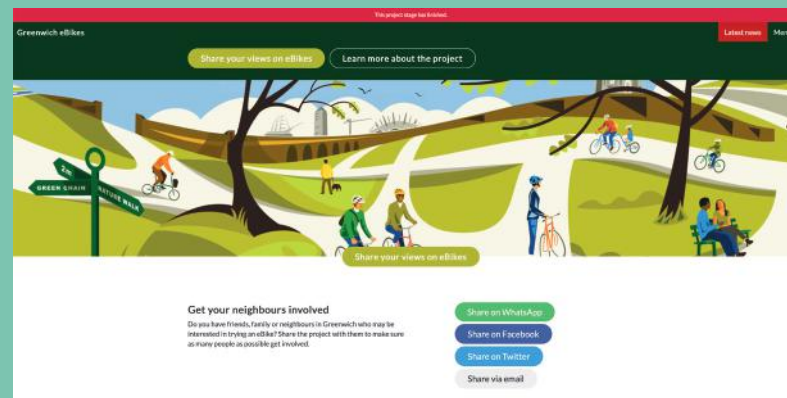 This project stage has finished.
Greenwich eBikes
Latest news
Share your views on eBikes
Learn more about the project
2m
GREEN CHAIN
NATURE WALK
Share your views on eBikes
Get your neighbours involved
Do you have friends, family or neighbours in Greenwich who may be
interested in trying an eBike? Share the project with them to make sure
as many people as possible get involved.
Share on WhatsApp
Share on Facebook
Share on Twitter
Share via email